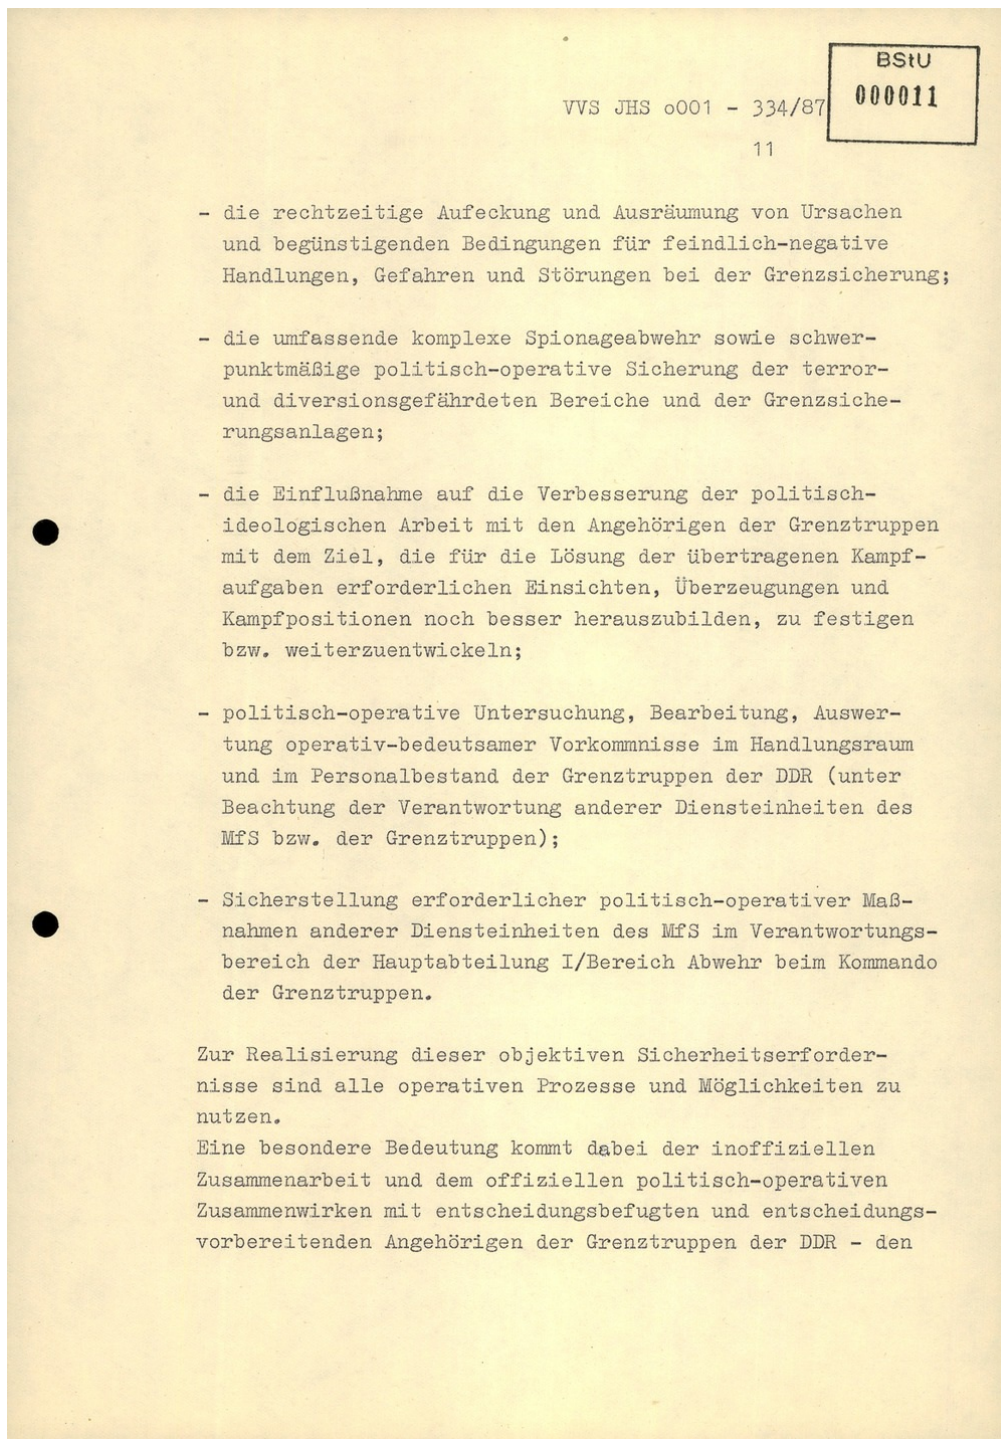 BStU
000011
VVS JHS o001 - 334/87
11
- die rechtzeitige Aufeckung und Ausräumung von Ursachen
und begünstigenden Bedingungen für feindlich-negative
Handlungen, Gefahren und Störungen bei der Grenzsicherung;
- die umfassende komplexe Spionageabwehr sowie schwer-
punktmäßige politisch-operative Sicherung der terror-
und diversionsgefährdeten Bereiche und der Grenzsiche-
rungsanlagen;
- die Einflußnahme auf die Verbesserung der politisch-
ideologischen Arbeit mit den Angehörigen der Grenztruppen
mit dem Ziel, die für die Lösung der übertragenen Kampf-
aufgaben erforderlichen Einsichten, Überzeugungen und
Kampfpositionen noch besser herauszubilden, zu festigen
bzw. weiterzuentwickeln;
- politisch-operative Untersuchung, Bearbeitung, Auswer-
tung operativ-bedeutsamer Vorkommnisse im Handlungsraum
und im Personalbestand der Grenztruppen der DDR (unter
Beachtung der Verantwortung anderer Diensteinheiten des
MfS bzw. der Grenztruppen);
- Sicherstellung erforderlicher politisch-operativer Maß-
nahmen anderer Diensteinheiten des MfS im Verantwortungs-
bereich der Hauptabteilung I/Bereich Abwehr beim Kommando
der Grenztruppen.
Zur Realisierung dieser objektiven Sicherheitserforder-
nisse sind alle operativen Prozesse und Möglichkeiten zu
nutzen.
Eine besondere Bedeutung kommt dabei der inoffiziellen
Zusammenarbeit und dem offiziellen politisch-operativen
Zusammenwirken mit entscheidungsbefugten und entscheidungs-
vorbereitenden Angehörigen der Grenztruppen der DDR - den